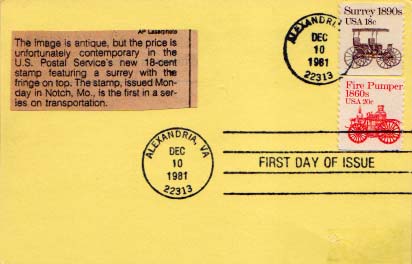 AP Laserphoto
The image is antique, but the price is
unfortunately contemporary in the
U.S. Postal Service's new 18-cent
stamp featuring a surrey with the
fringe on top. The stamp, issued Mon-
day in Notch, Mo., is the first in a ser-
ies on transportation.
ALEXANDRIA,
DEC
10
1981
22313
Surrey 1890s
USA 18c
Fire Pumper
1860s
USA 20c
ALEXANDRIA, VA
DEC
10
1981
22313
FIRST DAY OF ISSUE